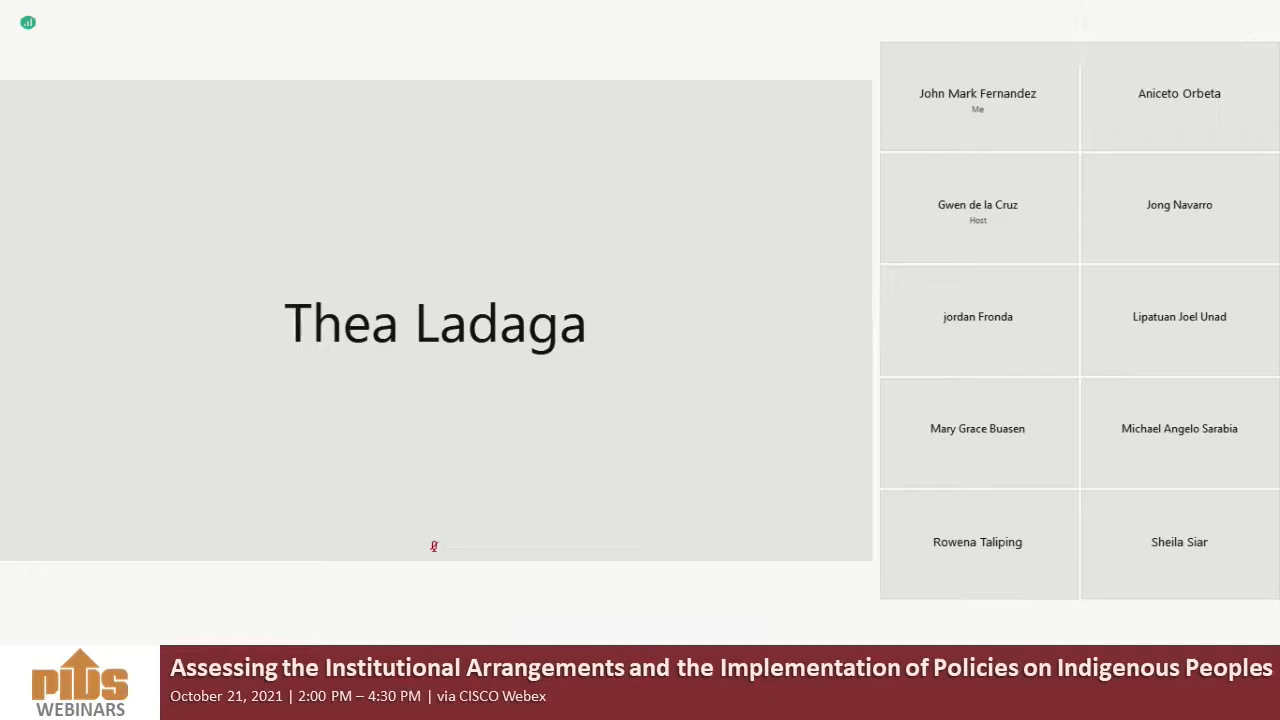 Thea Ladaga
John Mark Fernandez
Me
Aniceto Orbeta
Gwen de la Cruz
Host
Jong Navarro
jordan Fronda
Lipatuan Joel Unad
Mary Grace Buasen
Michael Angelo Sarabia
Rowena Taliping
Sheila Siar
PIDS
WEBINARS
Assessing the Institutional Arrangements and the Implementation of Policies on Indigenous Peoples
October 21, 2021 | 2:00 PM – 4:30 PM | via CISCO Webex